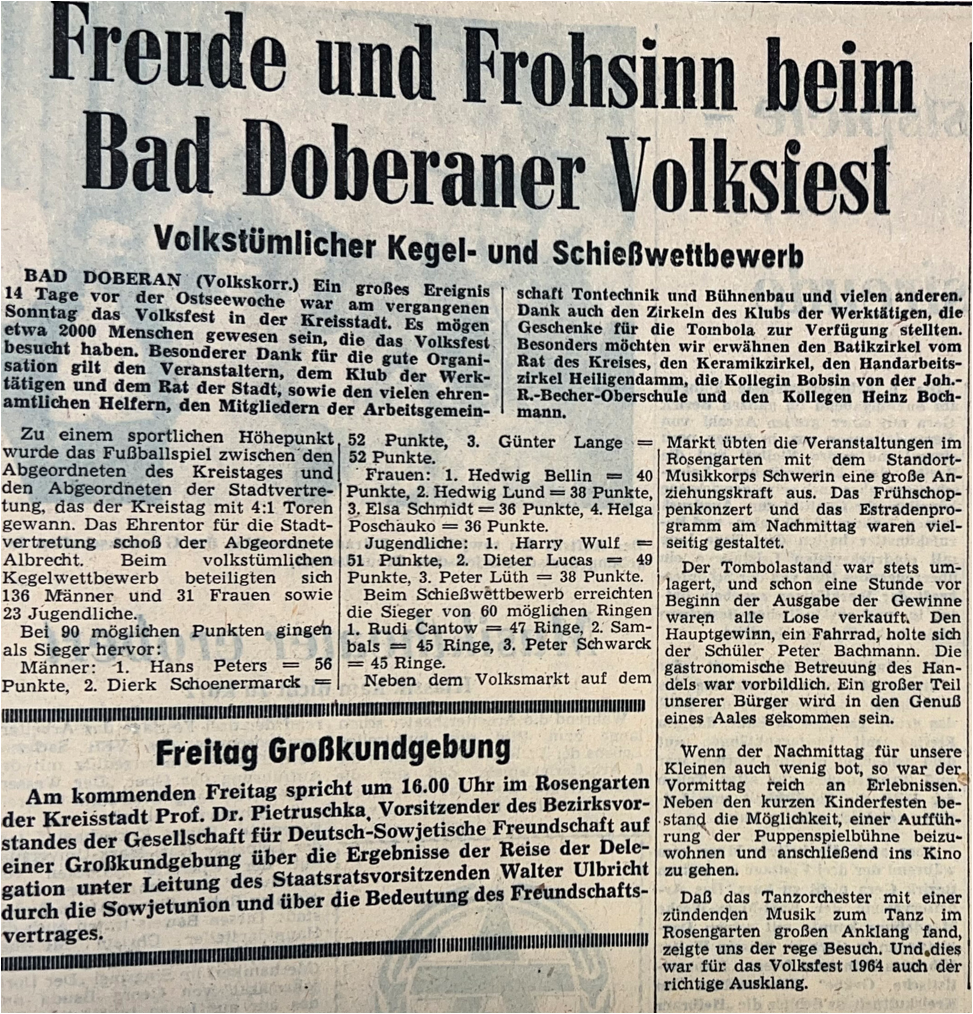 Freude und Frohsinn beim
Bad Doberaner Volksfest
Volkstümlicher Kegel- und Schießwettbewerb
BAD DOBERAN (Volkskorr.) Ein großes Ereignis
14 Tage vor der Ostseewoche war am vergangenen
Sonntag das Volksfest in der Kreisstadt. Es mögen
etwa 2000 Menschen gewesen sein, die das Volksfest
besucht haben. Besonderer Dank für die gute Organi-
sation gilt den Veranstaltern, dem Klub der Werk-
tätigen und dem Rat der Stadt, sowie den vielen ehren-
amtlichen Helfern, den Mitgliedern der Arbeitsgemein-
schaft Tontechnik und Bühnenbau und vielen anderen.
Dank auch den Zirkeln des Klubs der Werktätigen, die
Geschenke für die Tombola zur Verfügung stellten.
Besonders möchten wir erwähnen den Batikzirkel vom
Rat des Kreises, den Keramikzirkel, den Handarbeits-
zirkel Heiligendamm, die Kollegin Bobsin von der Joh.-
R.-Becher-Oberschule und den Kollegen Heinz Boch-
mann.
Zu einem sportlichen Höhepunkt
wurde das Fußballspiel zwischen den
Abgeordneten des Kreistages und
den Abgeordneten der Stadtvertre-
tung, das der Kreistag mit 4:1 Toren
gewann. Das Ehrentor für die Stadt-
vertretung schoß der Abgeordnete
Albrecht. Beim volkstümlichen
Kegelwettbewerb beteiligten sich
136 Männer und 31 Frauen sowie
23 Jugendliche.
Bei 90 möglichen Punkten gingen
als Sieger hervor:
Männer: 1. Hans Peters = 56
Punkte, 2. Dierk Schoenermarck =
52 Punkte, 3. Günter Lange =
52 Punkte.
Frauen: 1. Hedwig Bellin = 40
Punkte, 2. Hedwig Lund = 38 Punkte,
3. Elsa Schmidt = 36 Punkte, 4. Helga
Poschauko = 36 Punkte.
Jugendliche: 1. Harry Wulf =
51 Punkte, 2. Dieter Lucas = 49
Punkte, 3. Peter Lüth = 38 Punkte.
Beim Schießwettbewerb erreichten
die Sieger von 60 möglichen Ringen
1. Rudi Cantow = 47 Ringe, 2. Sam-
bals = 45 Ringe, 3. Peter Schwarck
= 45 Ringe.
Neben dem Volksmarkt auf dem
Markt übten die Veranstaltungen im
Rosengarten mit dem Standort-
Musikkorps Schwerin eine große An-
ziehungskraft aus. Das Frühschop-
penkonzert und das Estradenpro-
gramm am Nachmittag waren viel-
seitig gestaltet.
Der Tombolastand war stets um-
lagert, und schon eine Stunde vor
Beginn der Ausgabe der Gewinne
waren alle Lose verkauft. Den
Hauptgewinn, ein Fahrrad, holte sich
der Schüler Peter Bachmann. Die
gastronomische Betreuung des Han-
dels war vorbildlich. Ein großer Teil
unserer Bürger wird in den Genuß
eines Aales gekommen sein.
Wenn der Nachmittag für unsere
Kleinen auch wenig bot, so war der
Vormittag reich an Erlebnissen.
Neben den kurzen Kinderfesten be-
stand die Möglichkeit, einer Auffüh-
rung der Puppenspielbühne beizu-
wohnen und anschließend ins Kino
zu gehen.
Daß das Tanzorchester mit einer
zündenden Musik zum Tanz im
Rosengarten großen Anklang fand,
zeigte uns der rege Besuch. Und dies
war für das Volksfest 1964 auch der
richtige Ausklang.
Freitag Großkundgebung
Am kommenden Freitag spricht um 16.00 Uhr im Rosengarten
der Kreisstadt Prof. Dr. Pietruschka, Vorsitzender des Bezirksvor-
standes der Gesellschaft für Deutsch-Sowjetische Freundschaft auf
einer Großkundgebung über die Ergebnisse der Reise der Dele-
gation unter Leitung des Staatsratsvorsitzenden Walter Ulbricht
durch die Sowjetunion und über die Bedeutung des Freundschafts-
vertrages.